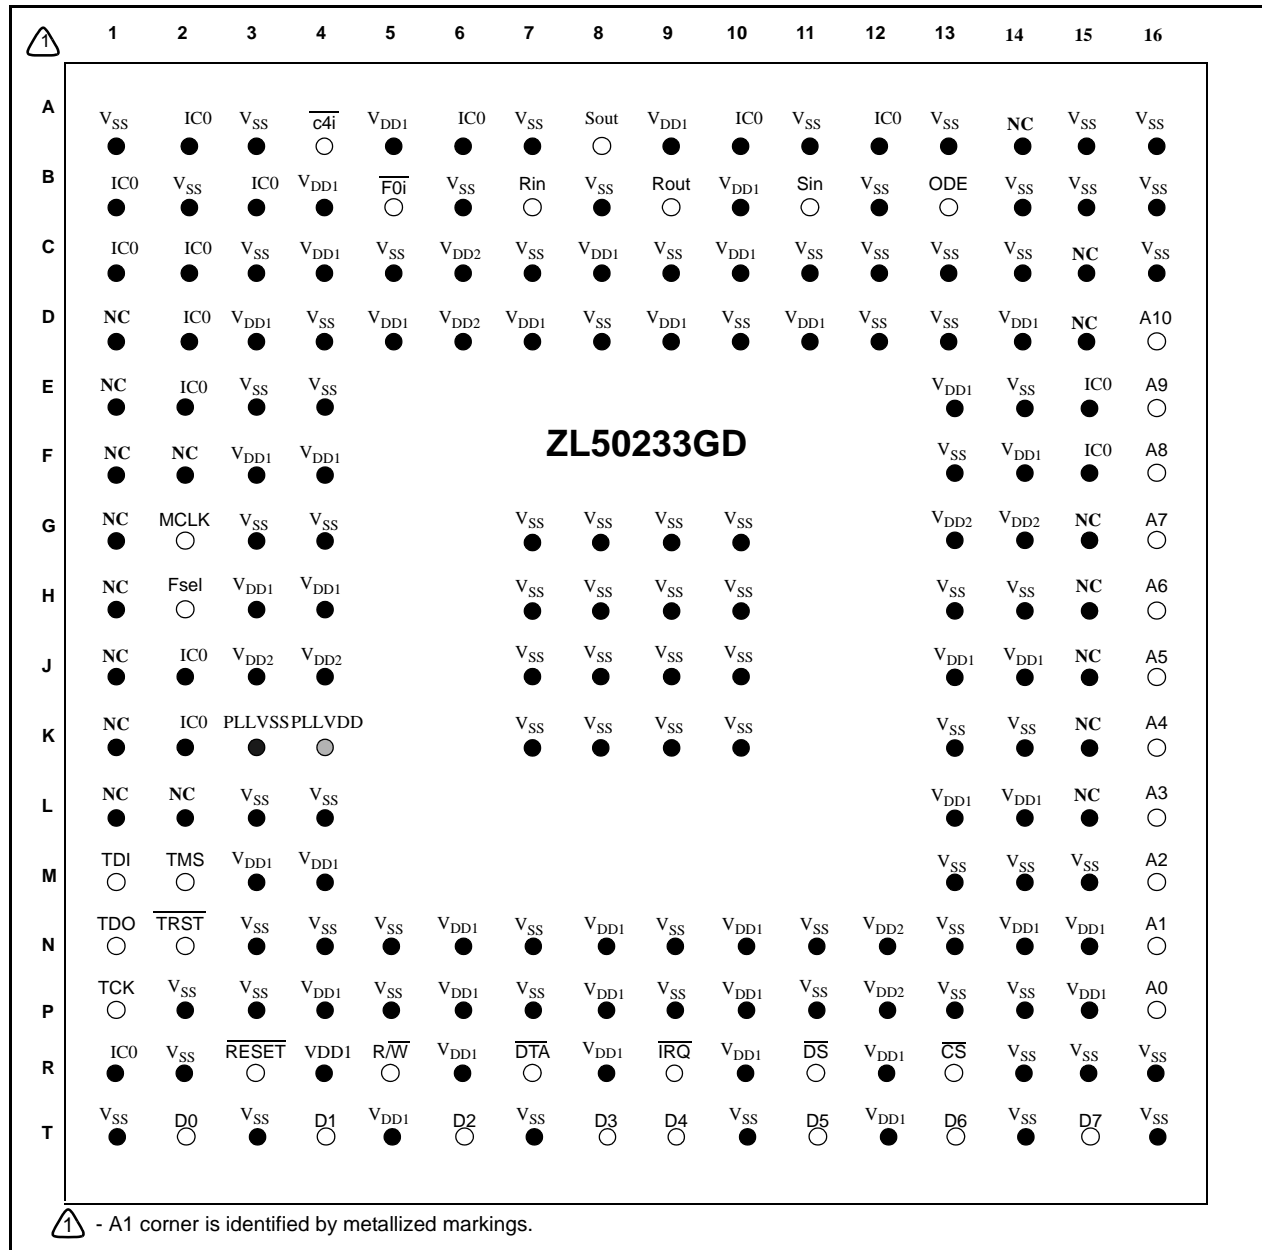 1 1 2 3 4 5 6 7 8 9 10 11 12 13 14 15 16
A VSS IC0 VSS c4i VDD1 IC0 VSS Sout VDD1 IC0 VSS IC0 VSS NC VSS VSS
B IC0 VSS IC0 VDD1 F0i VSS Rin VSS Rout VDD1 Sin VSS ODE VSS VSS VSS
C IC0 IC0 VSS VDD1 VSS VDD2 VSS VDD1 VSS VDD1 VSS VSS VSS VSS NC VSS
D NC IC0 VDD1 VSS VDD1 VDD2 VDD1 VSS VDD1 VSS VDD1 VSS VSS VDD1 NC A10
E NC IC0 VSS VSS VDD1 VSS IC0 A9
ZL50233GD
F NC NC VDD1 VDD1 VSS VDD1 IC0 A8
G NC MCLK VSS VSS VSS VSS VSS VSS VDD2 VDD2 NC A7
H NC Fsel VDD1 VDD1 VSS VSS VSS VSS VSS VSS NC A6
J NC IC0 VDD2 VDD2 VSS VSS VSS VSS VDD1 VDD1 NC A5
K NC IC0 PLLVSS PLLVDD VSS VSS VSS VSS VSS VSS NC A4
L NC NC VSS VSS VDD1 VDD1 NC A3
M TDI TMS VDD1 VDD1 VSS VSS VSS A2
N TDO TRST VSS VSS VSS VDD1 VSS VDD1 VSS VDD1 VSS VDD2 VSS VDD1 VDD1 A1
P TCK VSS VSS VDD1 VSS VDD1 VSS VDD1 VSS VDD1 VSS VDD2 VSS VSS VDD1 A0
R IC0 VSS RESET VDD1 R/W VDD1 DTA VDD1 IRQ VDD1 DS VDD1 CS VSS VSS VSS
T VSS D0 VSS D1 VDD1 D2 VSS D3 D4 VSS D5 VDD1 D6 VSS D7 VSS
1 - A1 corner is identified by metallized markings.